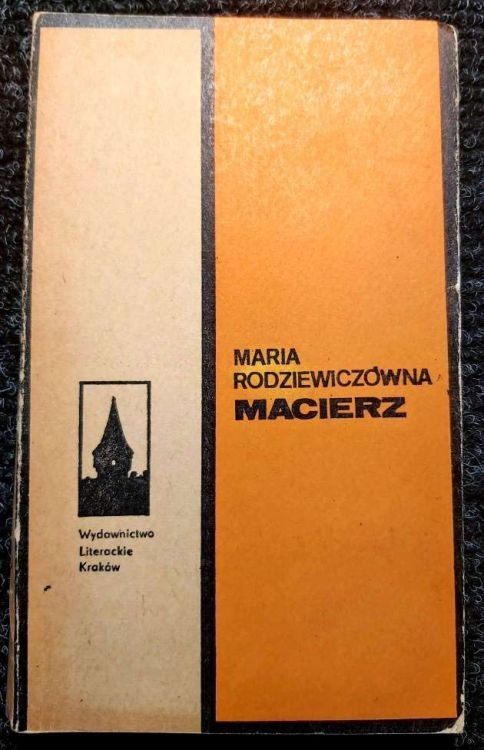 MARIA
RODZIEWICZÓWNA
MACIERZ
Wydawnictwo
Literackie
Kraków